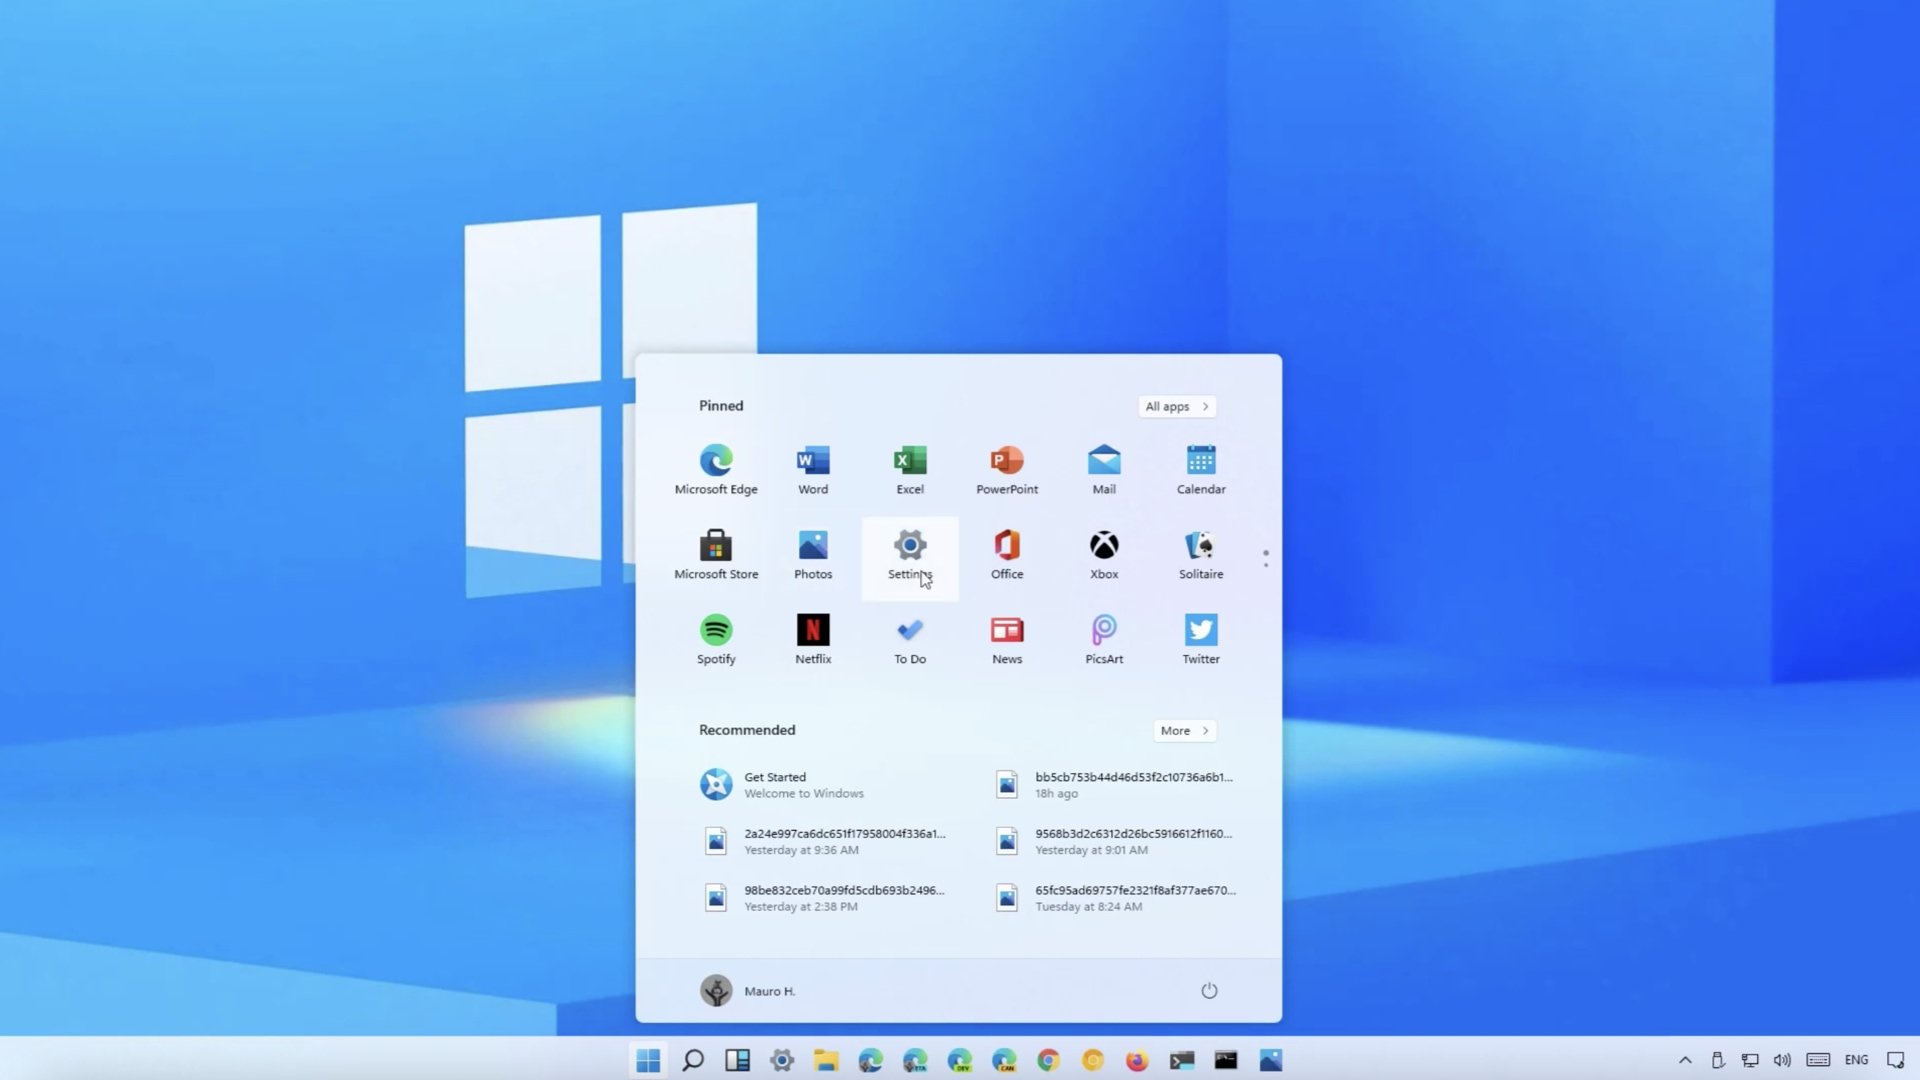 Pinned
All apps
Microsoft Edge
Word
Excel
PowerPoint
Mail
Calendar
Microsoft Store
Photos
Settings
Office
Xbox
Solitaire
Spotify
Netflix
To Do
News
PicsArt
Twitter
Recommended
More
Get Started
Welcome to Windows
bb5cb753b44d46d53f2c10736a6b1...
18h ago
2a24e997ca6dc651f17958004f336a1...
Yesterday at 9:36 AM
9568b3d2c6312d26bc5916612f1160...
Yesterday at 9:01 AM
98be832ceb70a99fd5cdb693b2496...
Yesterday at 2:38 PM
65fc95ad69757fe2321f8af377ae670...
Tuesday at 8:24 AM
Mauro H.
BETA
DEV
CAN
ENG